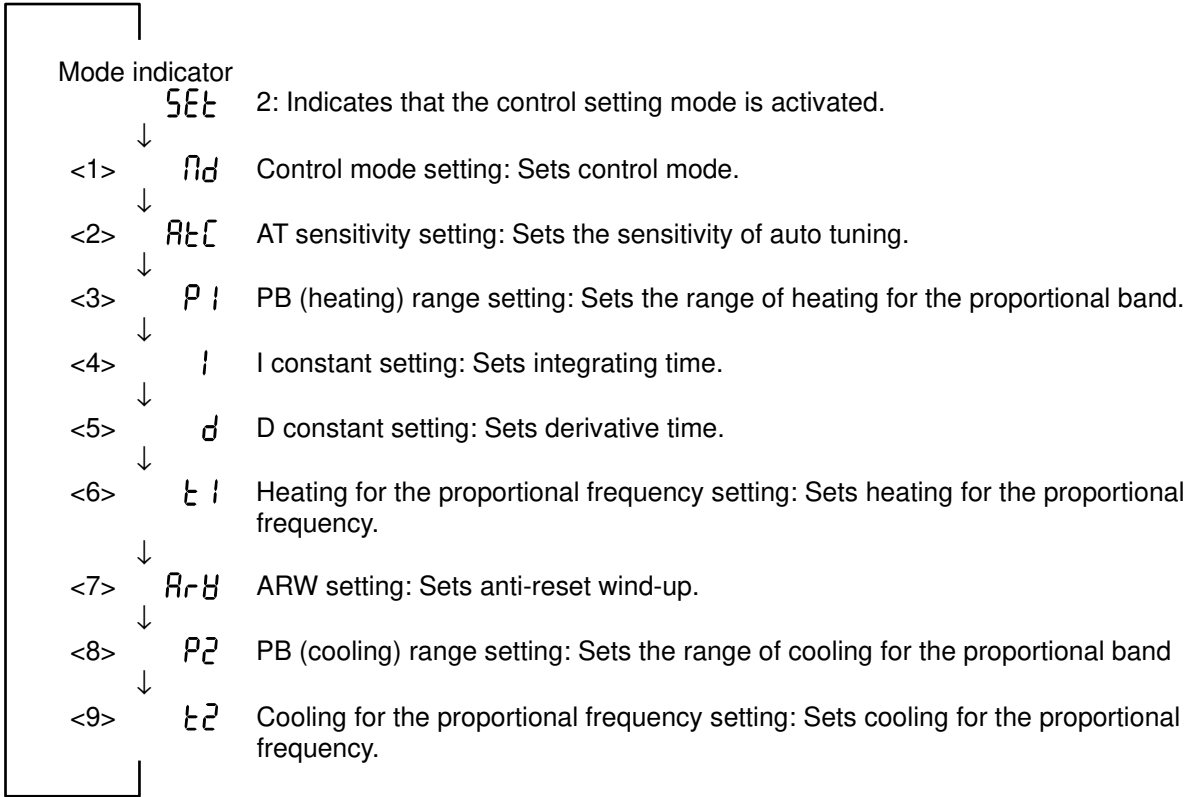 Mode indicator
SEt 2: Indicates that the control setting mode is activated.
↓
<1> Md Control mode setting: Sets control mode.
↓
<2> AtC AT sensitivity setting: Sets the sensitivity of auto tuning.
↓
<3> P1 PB (heating) range setting: Sets the range of heating for the proportional band.
↓
<4> I I constant setting: Sets integrating time.
↓
<5> d D constant setting: Sets derivative time.
↓
<6> t1 Heating for the proportional frequency setting: Sets heating for the proportional
frequency.
↓
<7> ArW ARW setting: Sets anti-reset wind-up.
↓
<8> P2 PB (cooling) range setting: Sets the range of cooling for the proportional band
↓
<9> t2 Cooling for the proportional frequency setting: Sets cooling for the proportional
frequency.